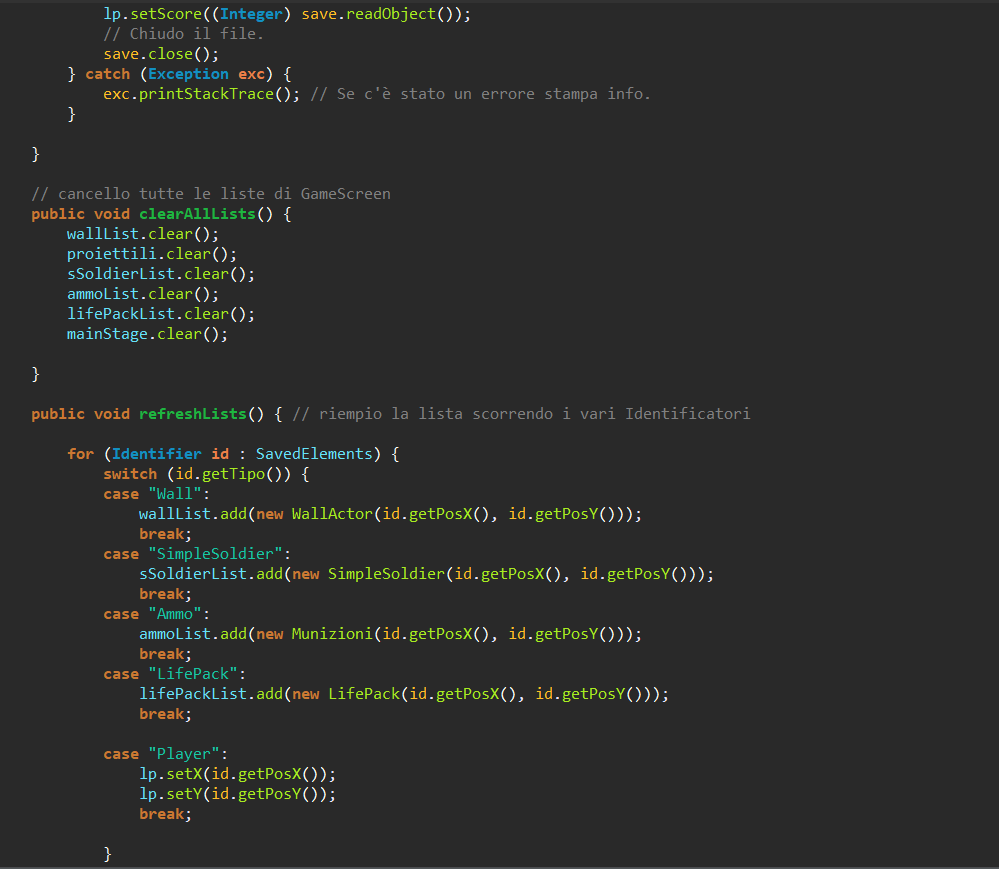 lp.setScore((Integer) save.readObject());
// Chiudo il file.
save.close();
} catch (Exception exc) {
exc.printStackTrace(); // Se c'è stato un errore stampa info.
}
}
// cancello tutte le liste di GameScreen
public void clearAllLists() {
wallList.clear();
proiettili.clear();
sSoldierList.clear();
ammoList.clear();
lifePackList.clear();
mainStage.clear();
}
public void refreshLists() { // riempio la lista scorrendo i vari Identificatori
for (Identifier id : SavedElements) {
switch (id.getTipo()) {
case "Wall":
wallList.add(new WallActor(id.getPosX(), id.getPosY()));
break;
case "SimpleSoldier":
sSoldierList.add(new SimpleSoldier(id.getPosX(), id.getPosY()));
break;
case "Ammo":
ammoList.add(new Munizioni(id.getPosX(), id.getPosY()));
break;
case "LifePack":
lifePackList.add(new LifePack(id.getPosX(), id.getPosY()));
break;
case "Player":
lp.setX(id.getPosX());
lp.setY(id.getPosY());
break;
}